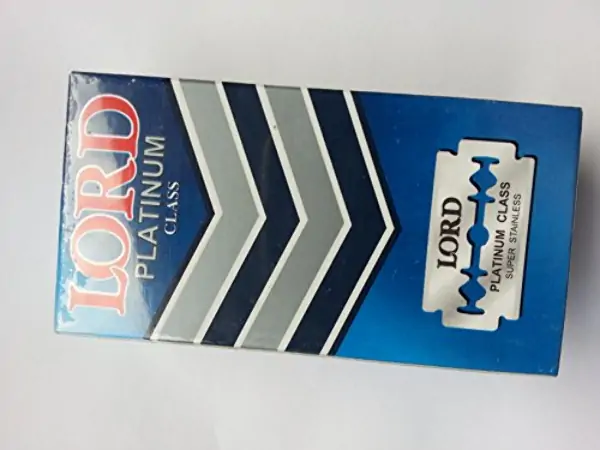 LORD
PLATINUM
CLASS
LORD
PLATINUM CLASS
SUPER STAINLESS